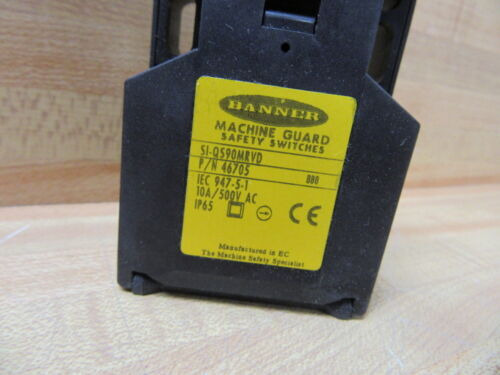 BANNER
MACHINE GUARD
SAFETY SWITCHES
SI-QS90MRVD
P/N 46705 BB0
IEC 947-5-1
10A/500V AC
IP65 CE
Manufactured in EC
The Machine Safety Specialist